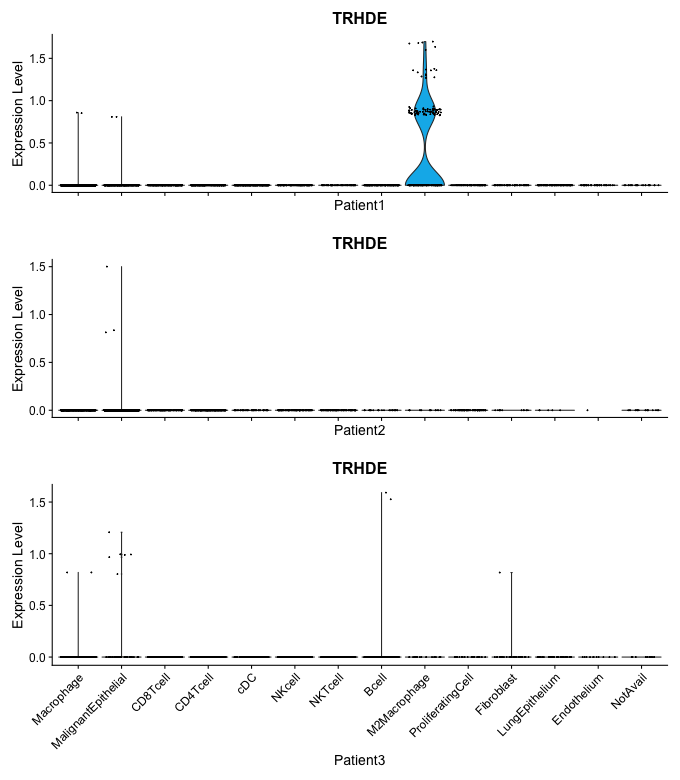 TRHDE
Expression Level
1.5
1.0
0.5
0.0
Patient1
TRHDE
Expression Level
1.5
1.0
0.5
0.0
Patient2
TRHDE
Expression Level
1.5
1.0
0.5
0.0
Macrophage
MalignantEpithelial
CD8Tcell
CD4Tcell
cDC
NKcell
NKTcell
Bcell
M2Macrophage
ProliferatingCell
Fibroblast
LungEpithelium
Endothelium
NotAvail
Patient3